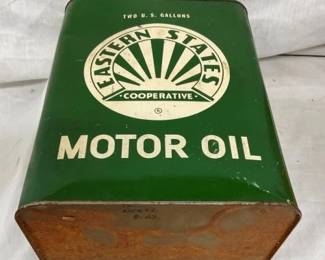 TWO U.S. GALLONS
EASTERN STATES
COOPERATIVE
®
MOTOR OIL